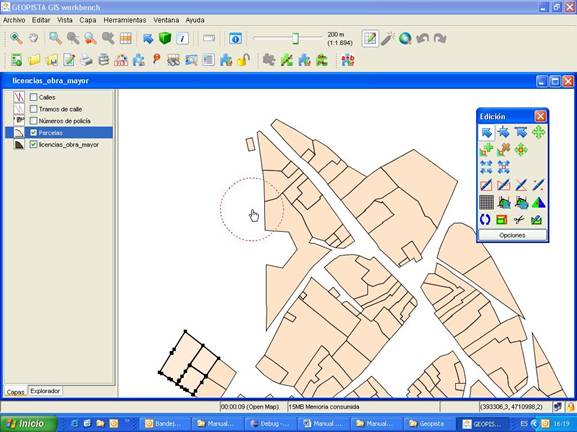 GEOPISTA GIS workbench
Archivo Editar Vista Capa Herramientas Ventana Ayuda
200 m
(1:1.694)
licencias_obra_mayor
Calles
Tramos de calle
Números de policía
Parcelas
licencias_obra_mayor
Edición
Opciones
Capas Explorador
00:00:09 (Open Map) 15MB Memoria consumida (393306,3, 4710998,2)
Inicio Bande... Manual... Debug -... Manual... Manual... Geopista GEOPIS... ES 16:19